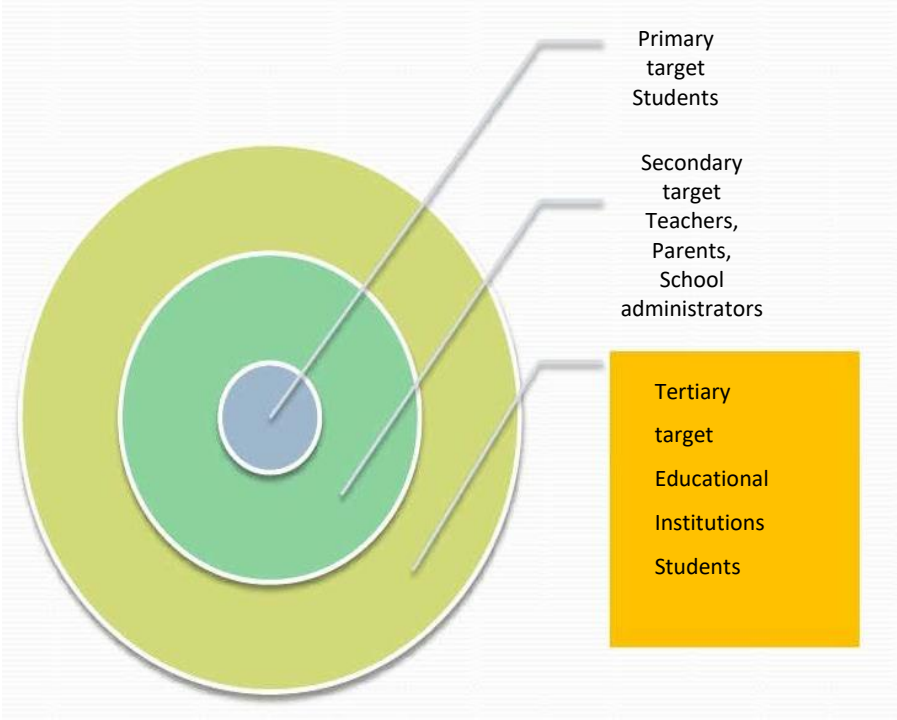 Primary
target
Students
Secondary
target
Teachers,
Parents,
School
administrators
Tertiary
target
Educational
Institutions
Students